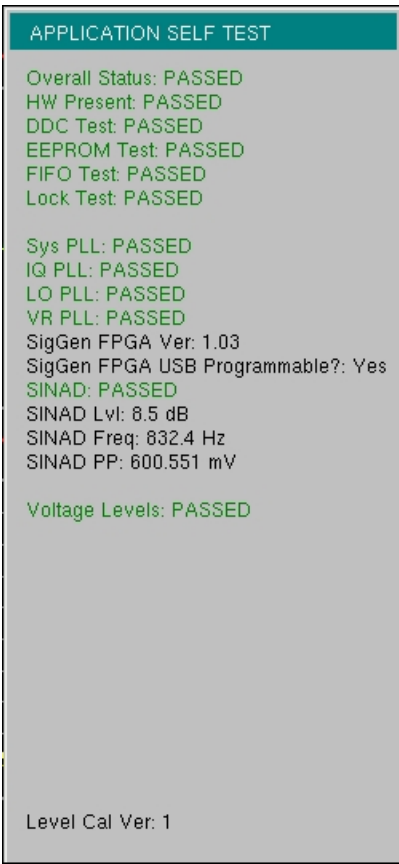 APPLICATION SELF TEST
Overall Status: PASSED
HW Present: PASSED
DDC Test: PASSED
EEPROM Test: PASSED
FIFO Test: PASSED
Lock Test: PASSED
Sys PLL: PASSED
IQ PLL: PASSED
LO PLL: PASSED
VR PLL: PASSED
SigGen FPGA Ver: 1.03
SigGen FPGA USB Programmable?: Yes
SINAD: PASSED
SINAD Lvl: 8.5 dB
SINAD Freq: 832.4 Hz
SINAD PP: 600.551 mV
Voltage Levels: PASSED
Level Cal Ver: 1